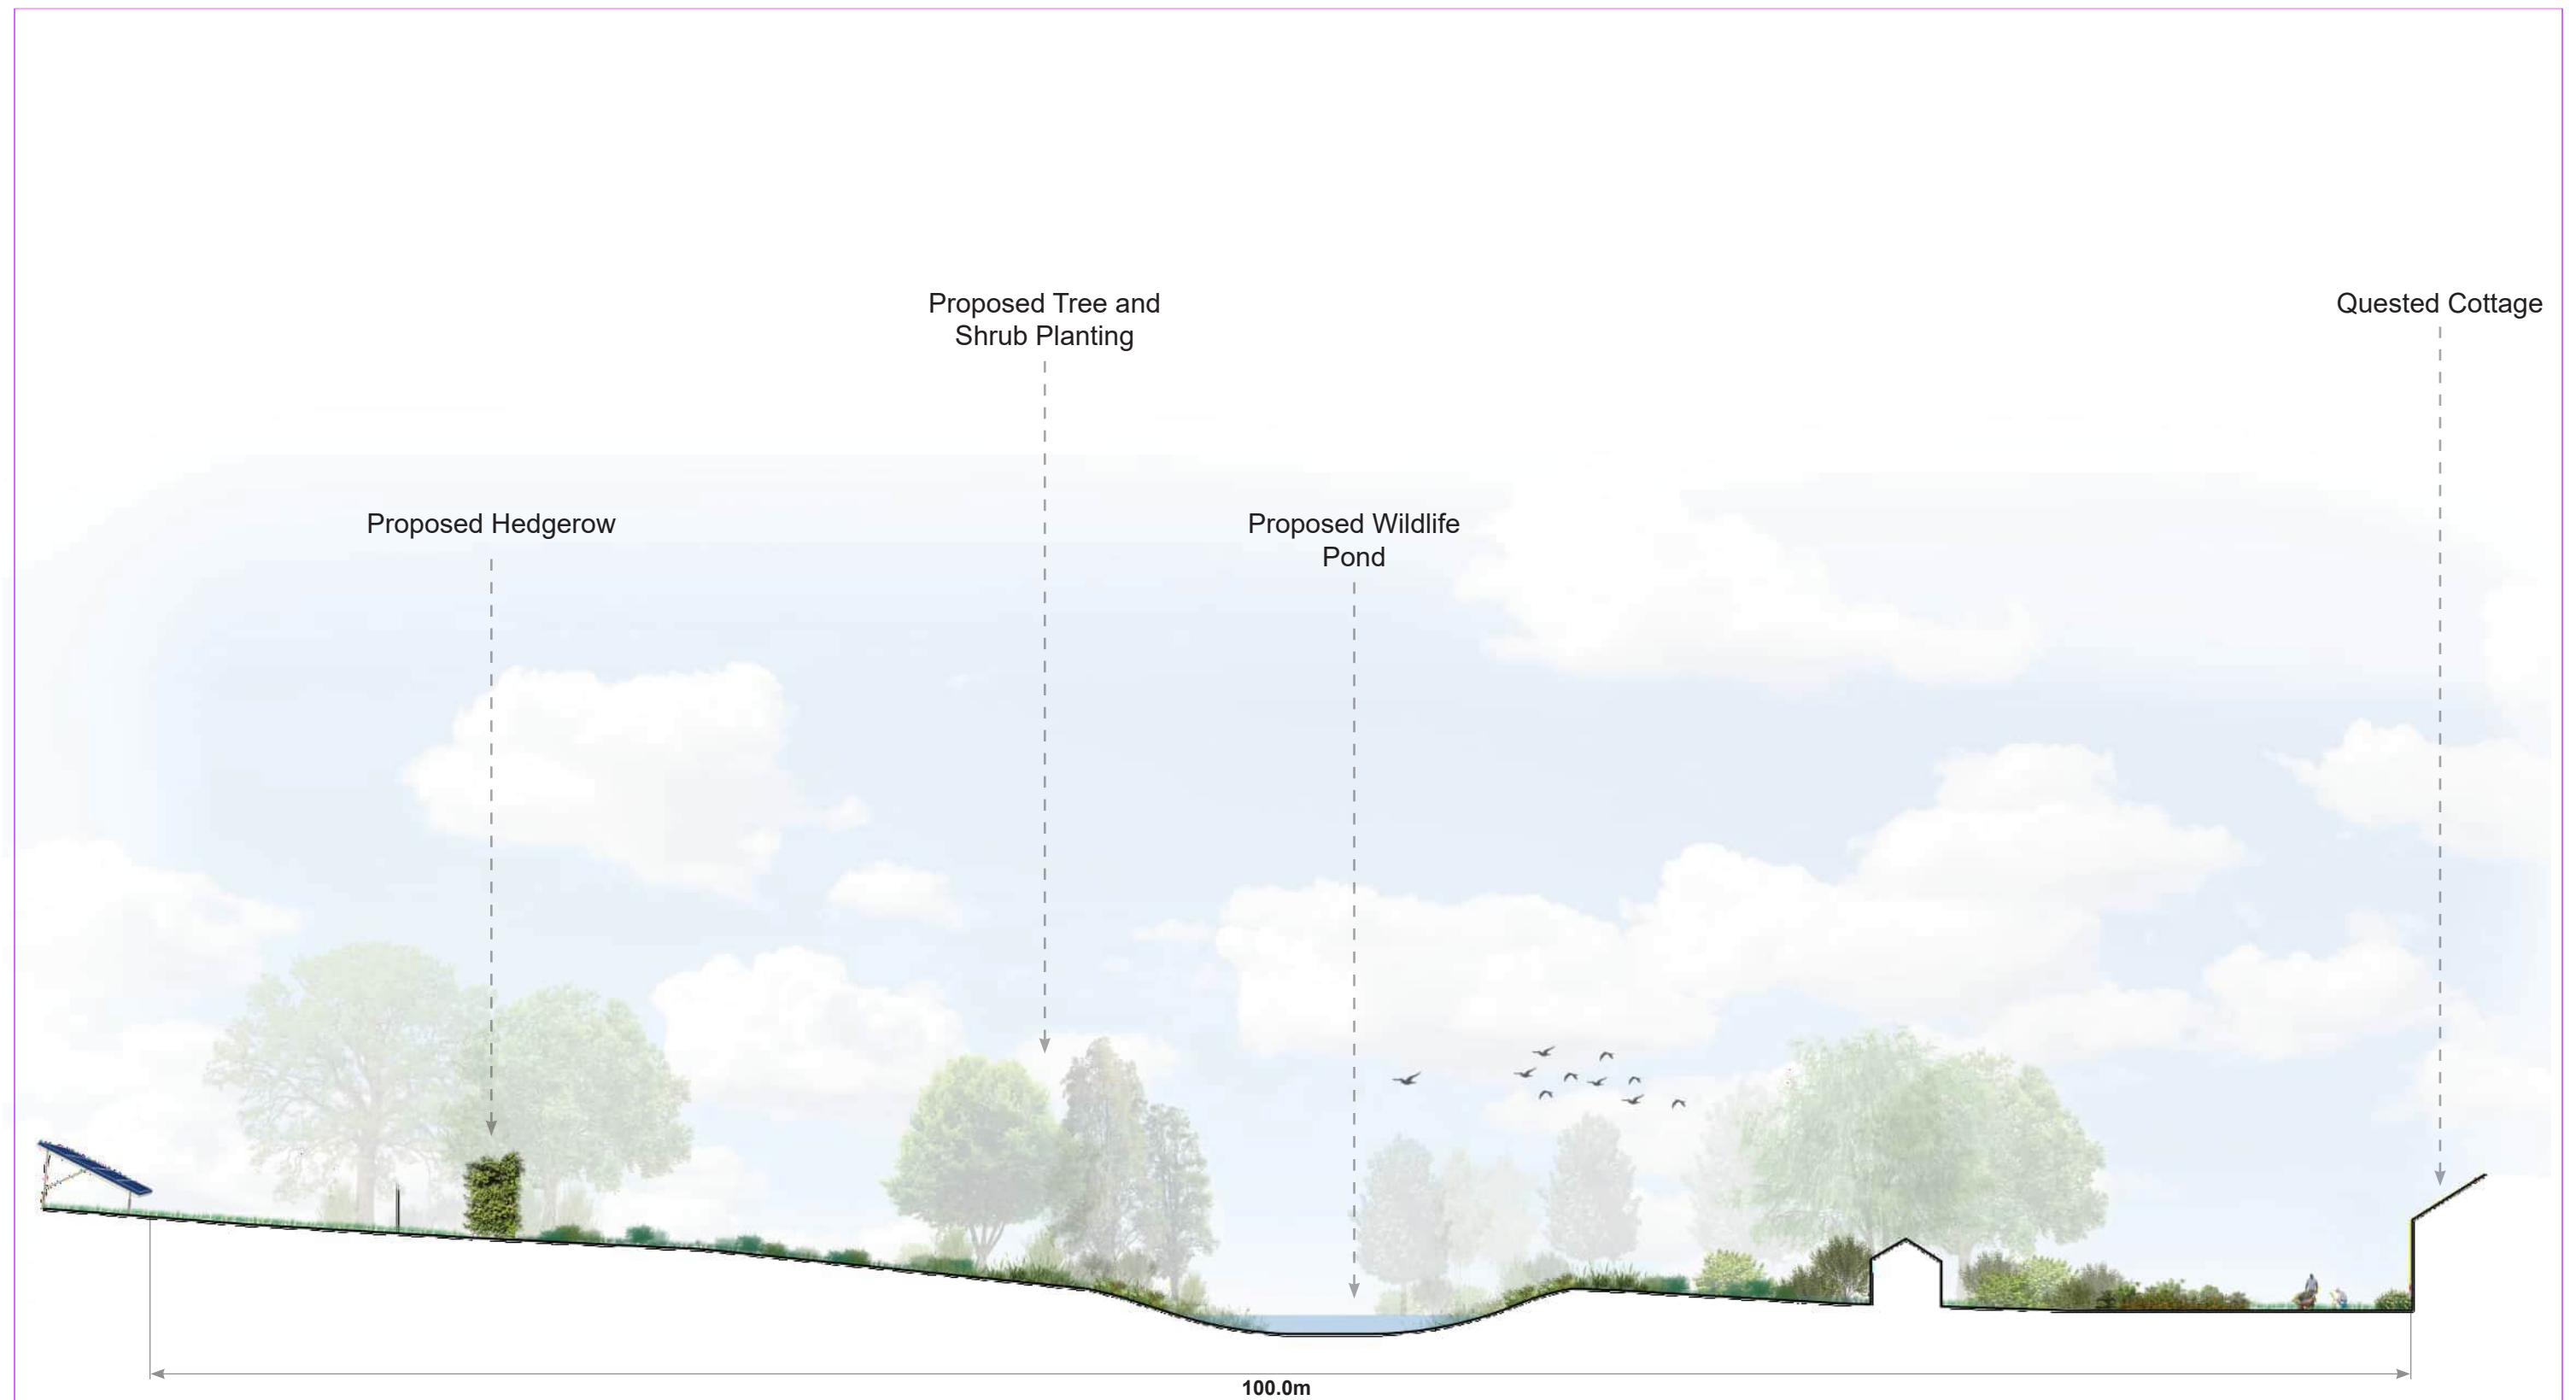 Proposed Tree and
Shrub Planting
Quested Cottage
Proposed Hedgerow
Proposed Wildlife
Pond
100.0m